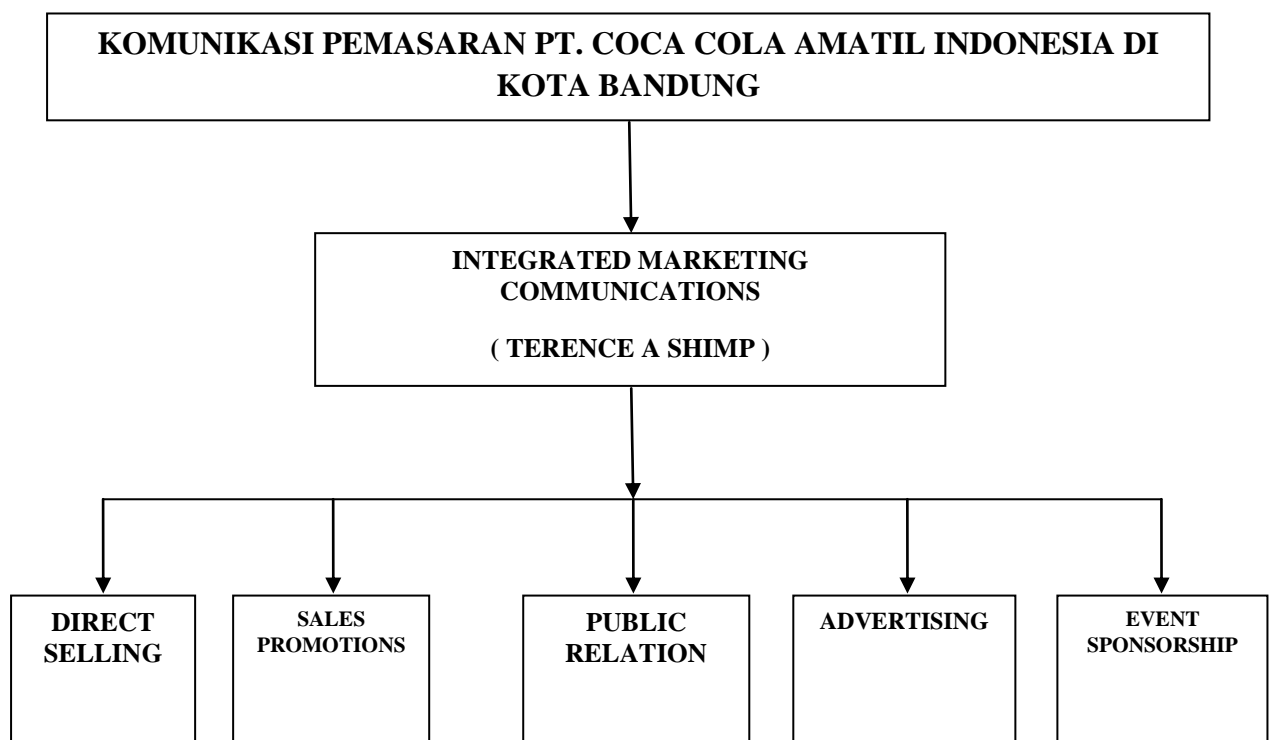 KOMUNIKASI PEMASARAN PT. COCA COLA AMATIL INDONESIA DI
KOTA BANDUNG
INTEGRATED MARKETING
COMMUNICATIONS
( TERENCE A SHIMP )
DIRECT
SELLING
SALES
PROMOTIONS
PUBLIC
RELATION
ADVERTISING
EVENT
SPONSORSHIP